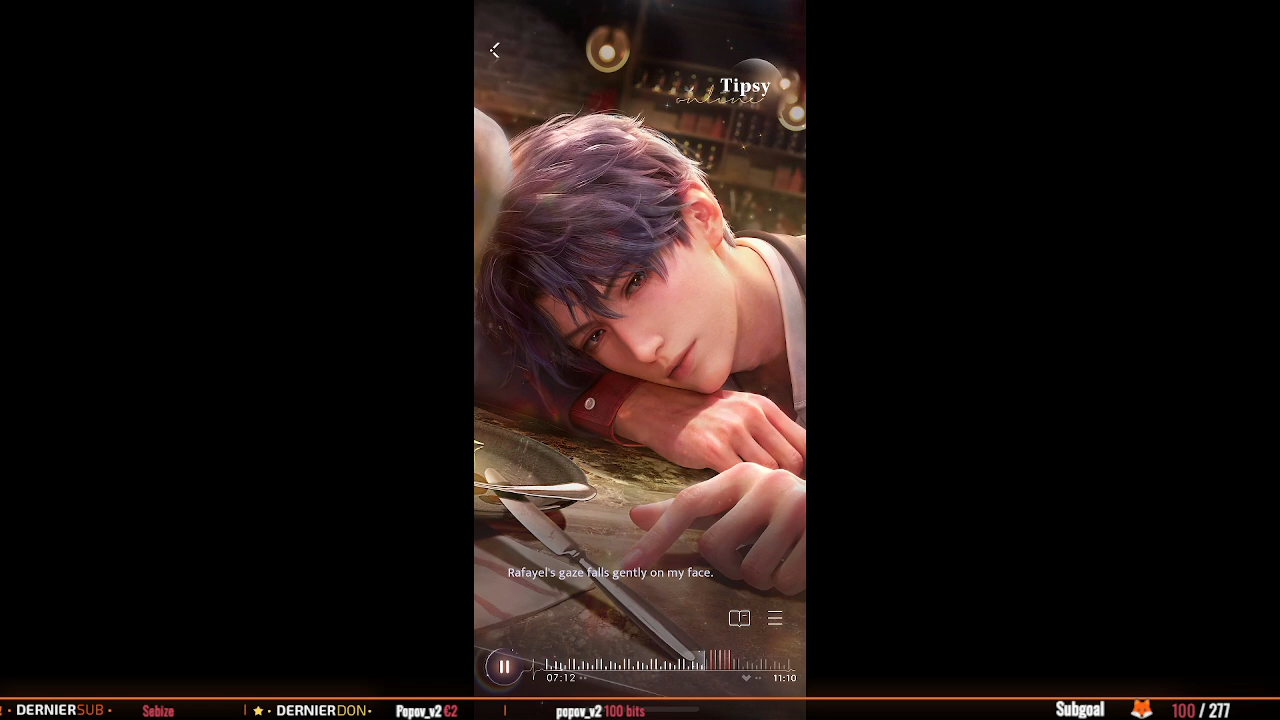 Tipsy
online
Rafayel's gaze falls gently on my face.
07:12
11:10
DERNIERSUB
Sebize
DERNIERDON
Popov_v2 €2
popov_v2 100 bits
Subgoal
100 / 277